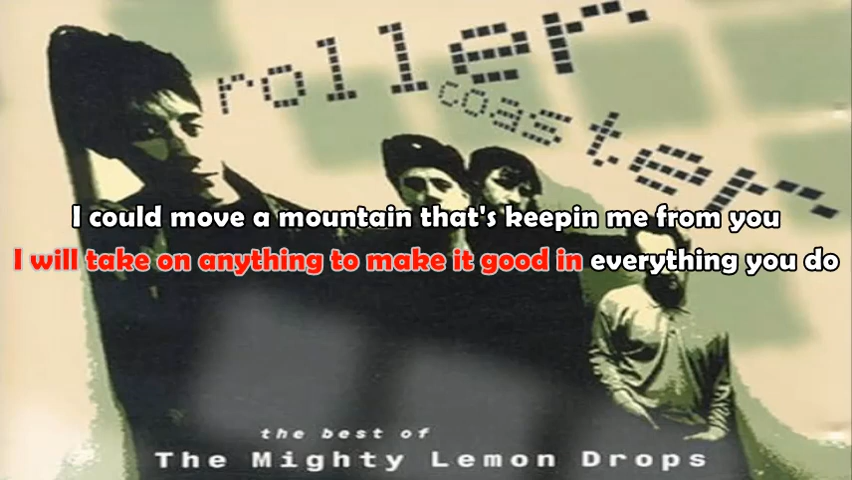 roller
coaster
I could move a mountain that's keepin me from you
I will take on anything to make it good in everything you do
the best of
The Mighty Lemon Drops